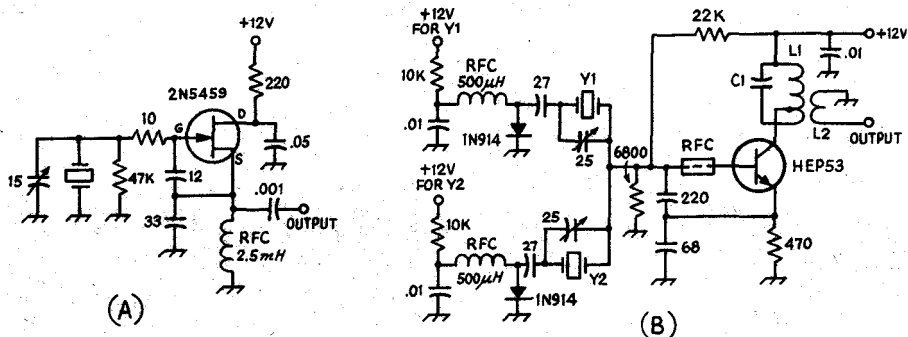 +12V
220
2N5459
10
G
D
S
.05
15
47K
12
.001
OUTPUT
33
RFC
2.5mH
(A)
+12V
FOR Y1
10K
RFC
500µH
27
Y1
.01
1N914
25
+12V
FOR Y2
10K
RFC
500µH
27
25
Y2
.01
1N914
6800
22K
+12V
.01
L1
C1
L2
OUTPUT
RFC
HEP53
220
68
470
(B)